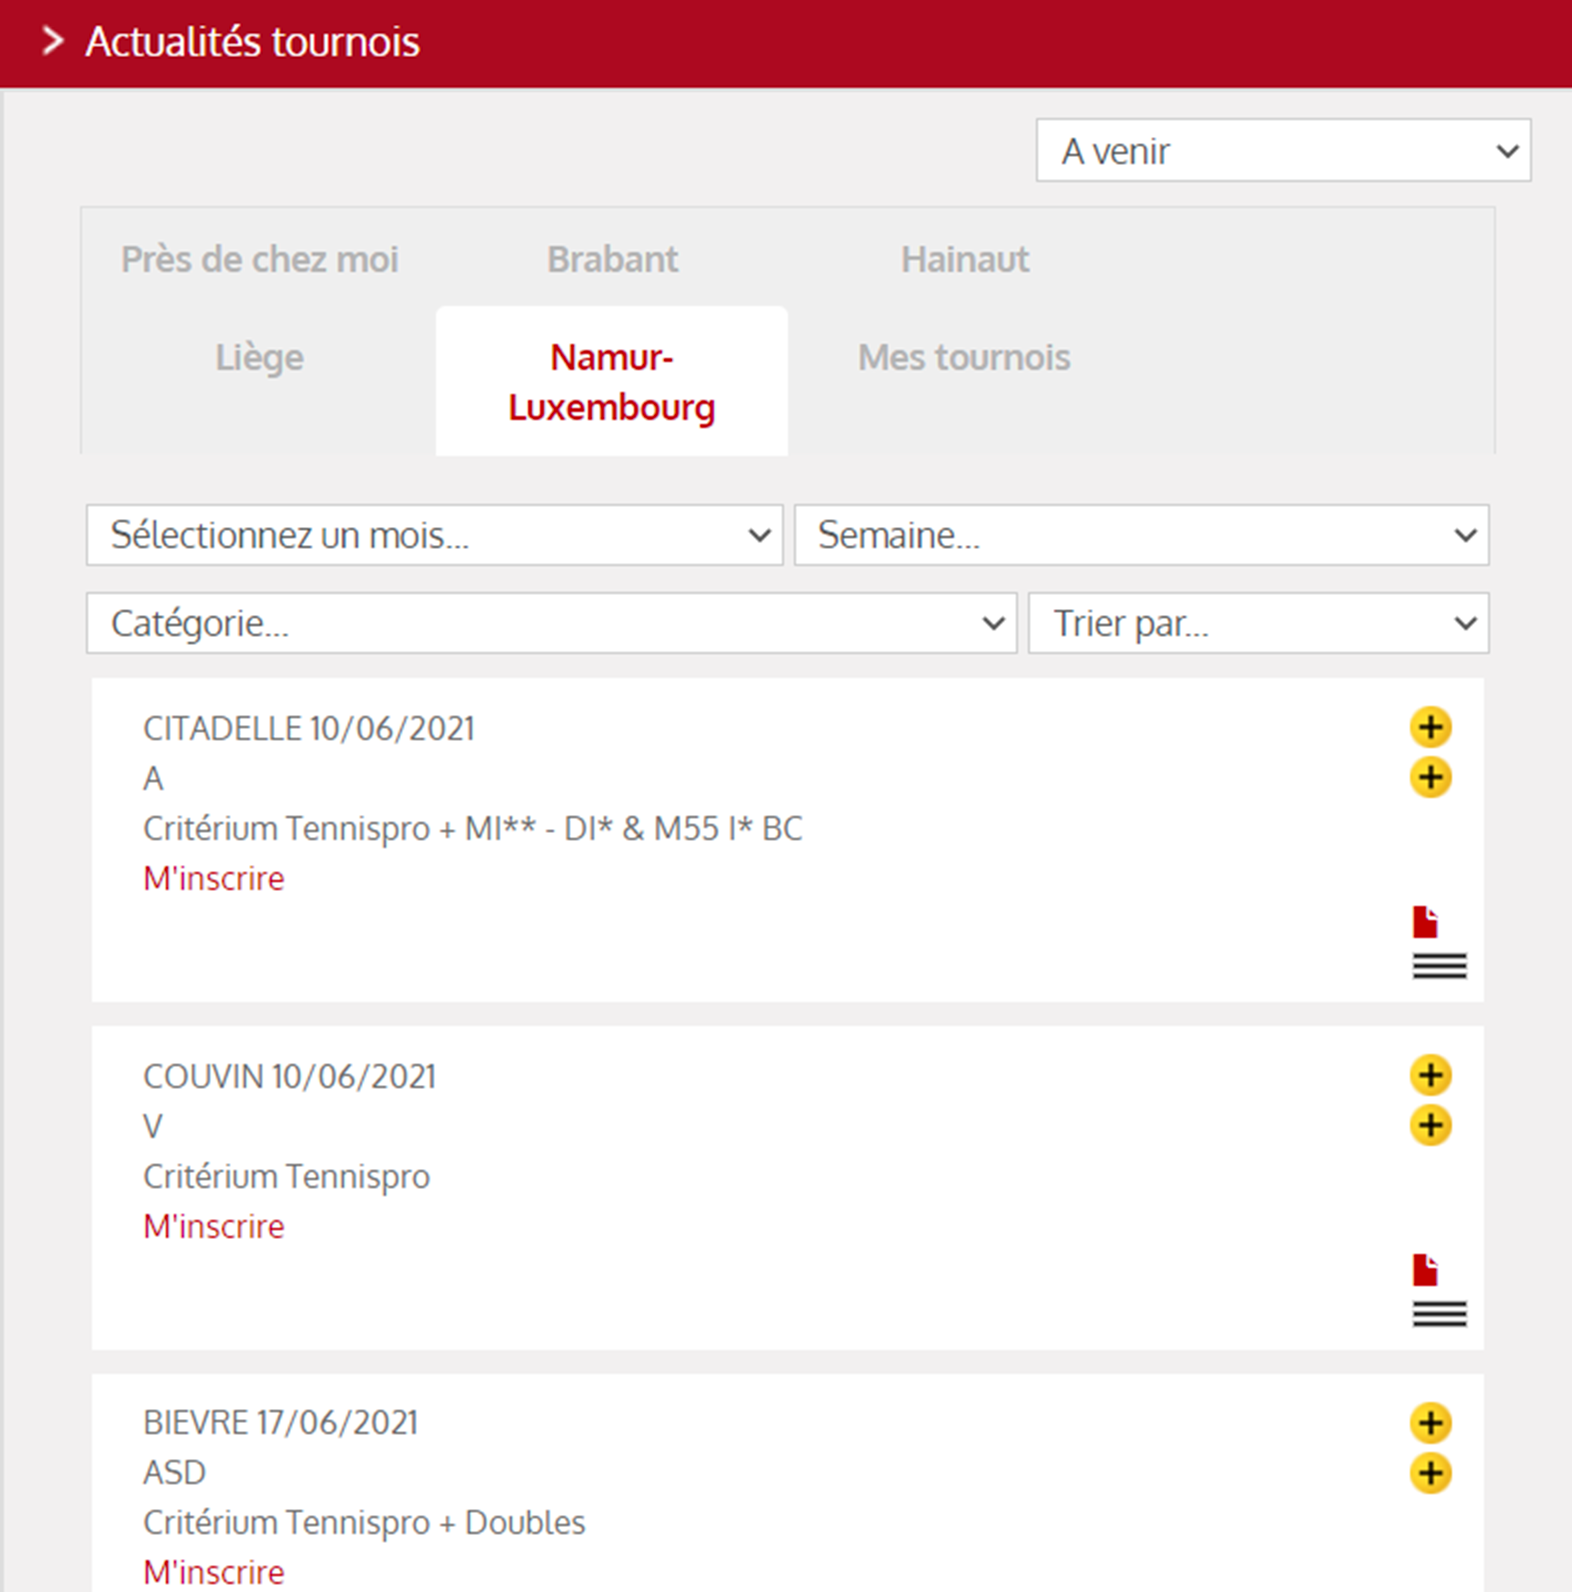 Actualités tournois
A venir
Près de chez moi
Brabant
Hainaut
Liège
Namur-
Luxembourg
Mes tournois
Sélectionnez un mois...
Semaine...
Catégorie...
Trier par...
CITADELLE 10/06/2021
A
Critérium Tennispro + MI** - DI* & M55 I* BC
M'inscrire
COUVIN 10/06/2021
V
Critérium Tennispro
M'inscrire
BIEVRE 17/06/2021
ASD
Critérium Tennispro + Doubles
M'inscrire